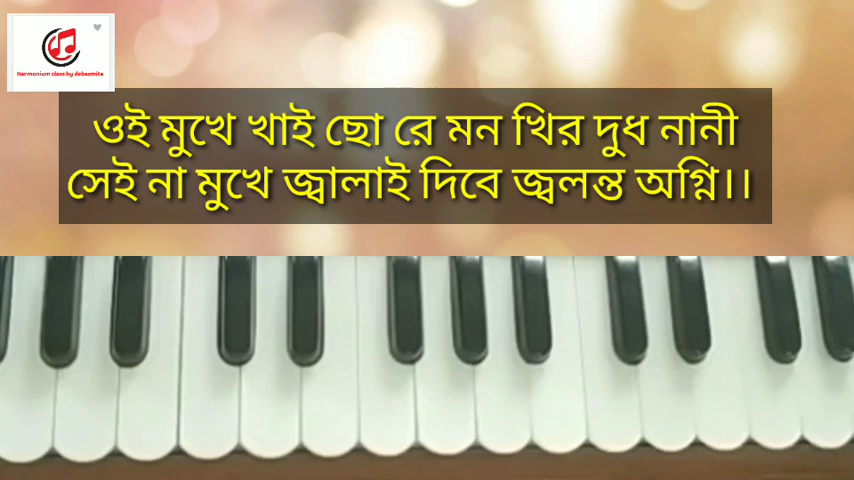 Harmonium class by debasmita
ওই মুখে খাই ছো রে মন খির দুধ নানী
সেই না মুখে জ্বালাই দিবে জ্বলন্ত অগ্নি।।